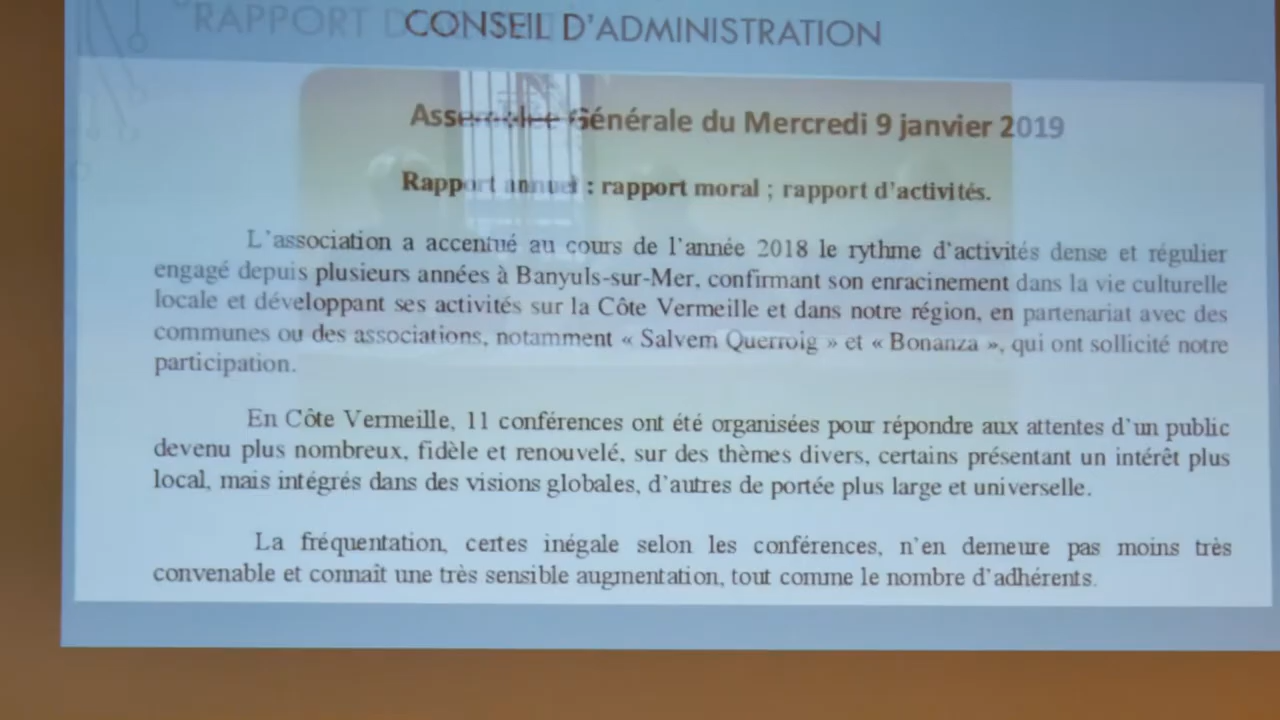 RAPPORT D CONSEIL D'ADMINISTRATION
Assemblée Générale du Mercredi 9 janvier 2019
Rapport annuel : rapport moral ; rapport d'activités.
L'association a accentué au cours de l'année 2018 le rythme d'activités dense et régulier
engagé depuis plusieurs années à Banyuls-sur-Mer, confirmant son enracinement dans la vie culturelle
locale et développant ses activités sur la Côte Vermeille et dans notre région, en partenariat avec des
communes ou des associations, notamment « Salvem Querroig » et « Bonanza », qui ont sollicité notre
participation.
En Côte Vermeille, 11 conférences ont été organisées pour répondre aux attentes d'un public
devenu plus nombreux, fidèle et renouvelé, sur des thèmes divers, certains présentant un intérêt plus
local, mais intégrés dans des visions globales, d'autres de portée plus large et universelle.
La fréquentation, certes inégale selon les conférences, n'en demeure pas moins très
convenable et connaît une très sensible augmentation, tout comme le nombre d'adhérents.